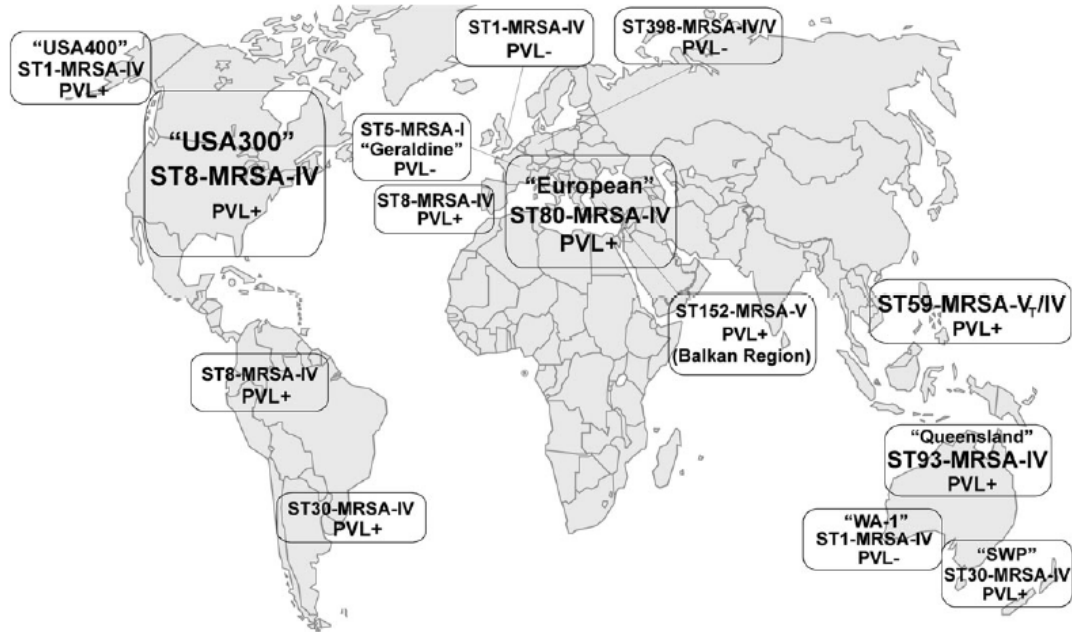 “USA400”
ST1-MRSA-IV
PVL+
ST1-MRSA-IV
PVL-
ST398-MRSA-IV/V
PVL-
“USA300”
ST8-MRSA-IV
PVL+
ST5-MRSA-I
“Geraldine”
PVL-
ST8-MRSA-IV
PVL+
“European”
ST80-MRSA-IV
PVL+
ST152-MRSA-V
PVL+
(Balkan Region)
ST59-MRSA-V_T/IV
PVL+
ST8-MRSA-IV
PVL+
ST30-MRSA-IV
PVL+
“Queensland”
ST93-MRSA-IV
PVL+
“WA-1”
ST1-MRSA-IV
PVL-
“SWP”
ST30-MRSA-IV
PVL+